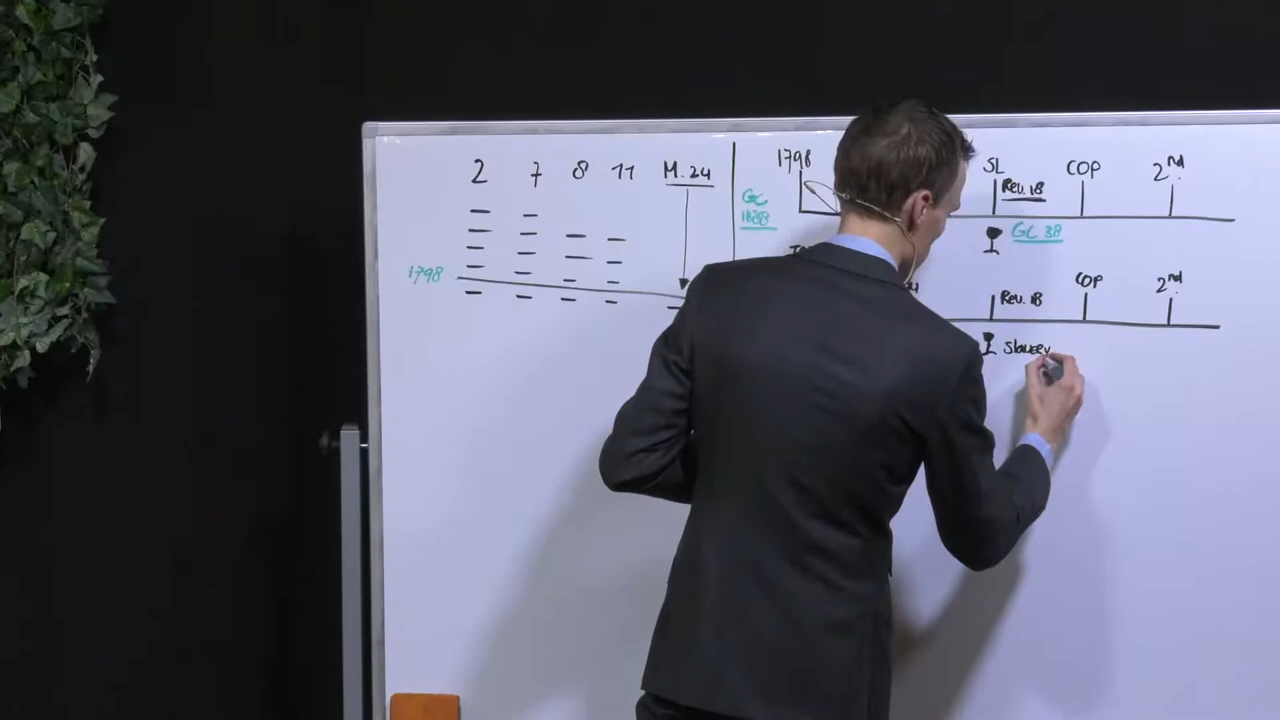 2 7 8 11 M.24
1798
1798 SL COP 2nd
Rev. 18
GC
GC 38
COP 2nd
Rev. 18
Slavery